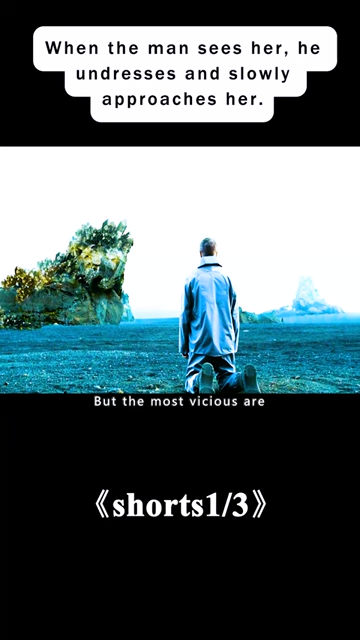 When the man sees her, he
undresses and slowly
approaches her.
But the most vicious are
《shorts1/3》